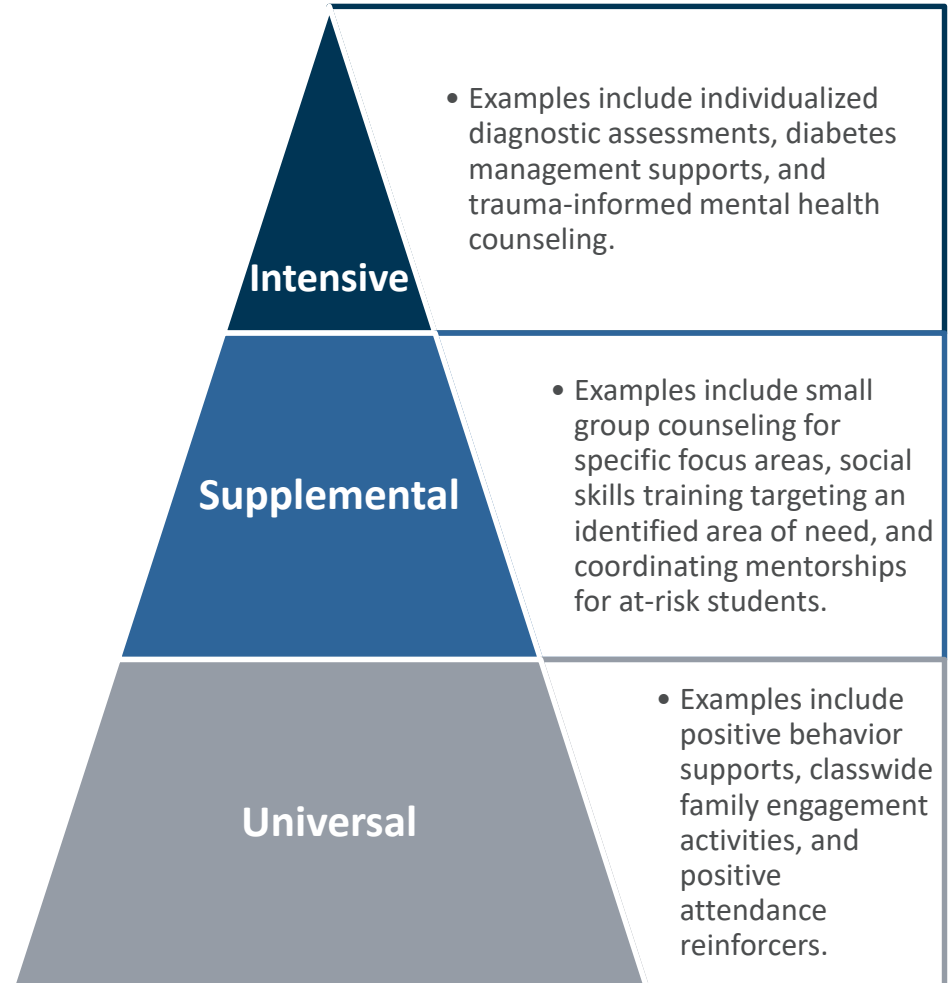 • Examples include individualized
diagnostic assessments, diabetes
management supports, and
trauma-informed mental health
counseling.
Intensive
• Examples include small
group counseling for
specific focus areas, social
skills training targeting an
identified area of need, and
coordinating mentorships
for at-risk students.
Supplemental
• Examples include
positive behavior
supports, classwide
family engagement
activities, and
positive
attendance
reinforcers.
Universal